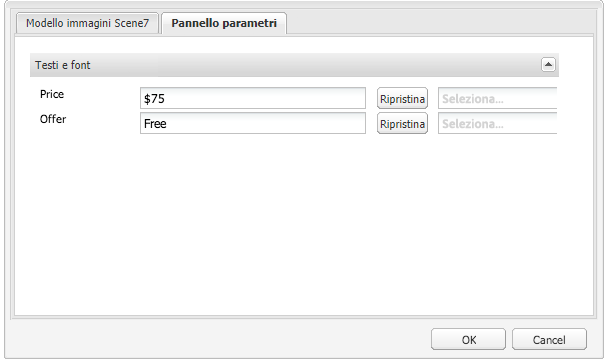 Modello immagini Scene7 Pannello parametri
Testi e font
Price $75 Ripristina Seleziona...
Offer Free Ripristina Seleziona...
OK Cancel